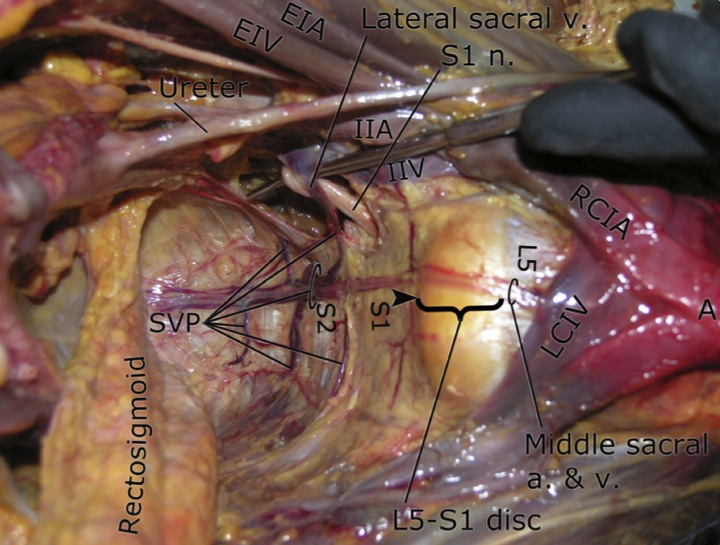 EIA
Lateral sacral v.
EIV
S1 n.
Ureter
IIA
IIV
RCIA
L5
A
SVP
S2
S1
LCIV
Rectosigmoid
Middle sacral
a. & v.
L5-S1 disc